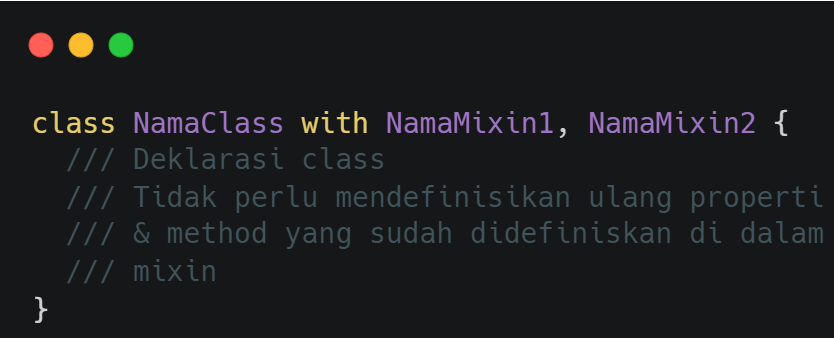 class NamaClass with NamaMixin1, NamaMixin2 {
  /// Deklarasi class
  /// Tidak perlu mendefinisikan ulang properti
  /// & method yang sudah didefiniskan di dalam
  /// mixin
}